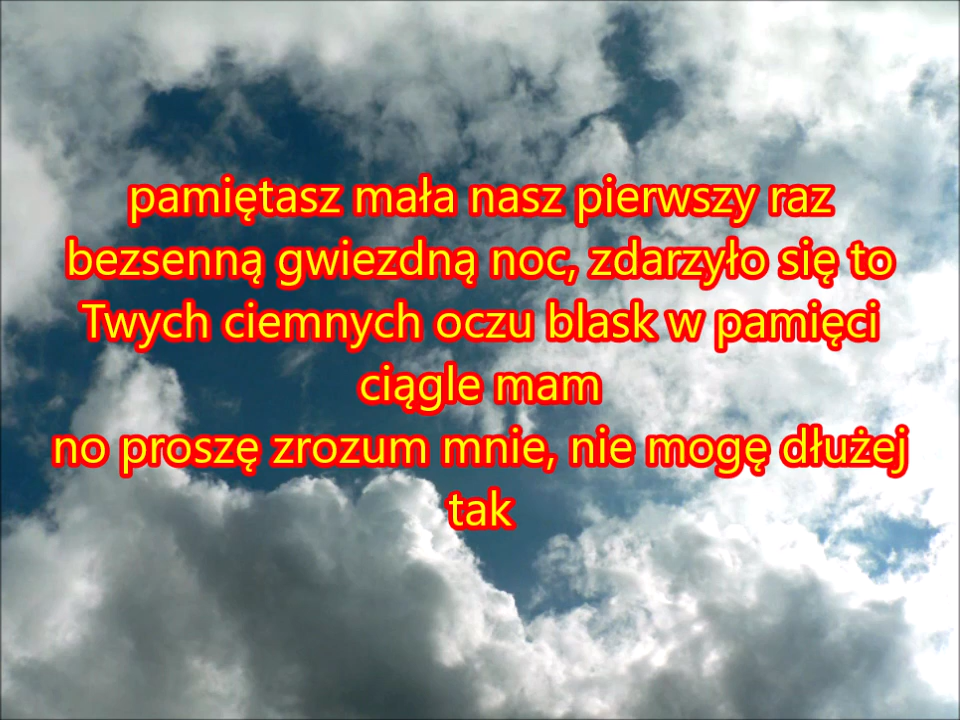 pamiętasz mała nasz pierwszy raz
bezsenną gwiezdną noc, zdarzyło się to
Twych ciemnych oczu blask w pamięci
ciągle mam
no proszę zrozum mnie, nie mogę dłużej
tak